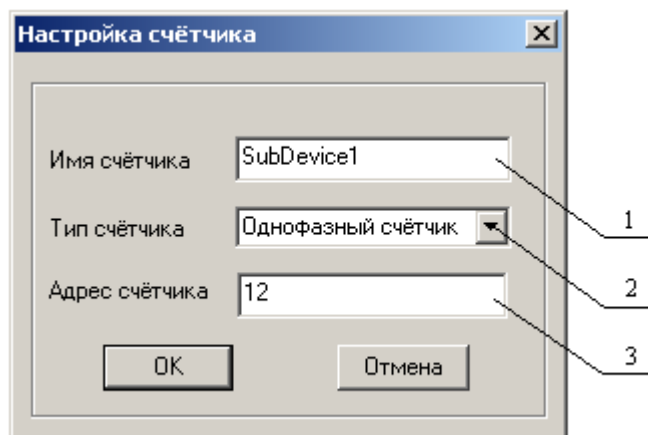 Настройка счётчика
Имя счётчика SubDevice1
1
Тип счётчика Однофазный счётчик
2
Адрес счётчика 12
3
OK Отмена